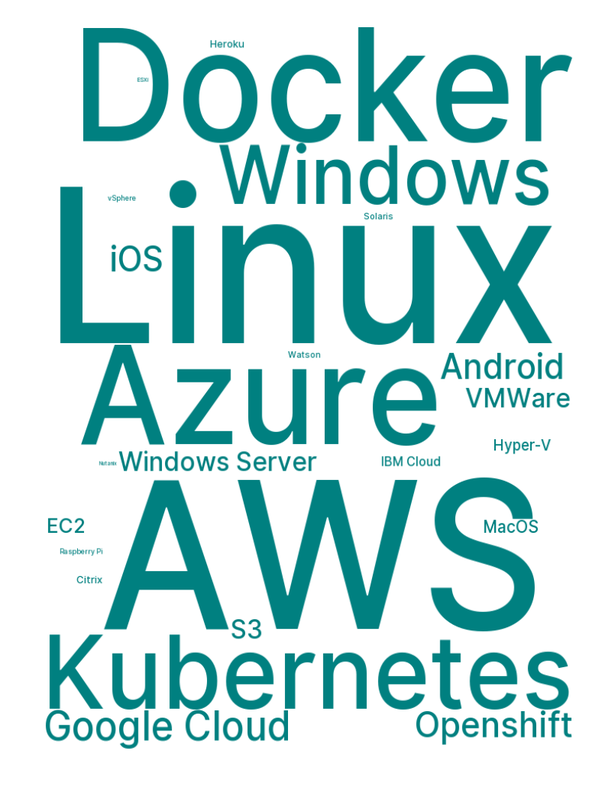 Heroku
Docker
ESXi
Windows
vSphere
Solaris
Linux
iOS
Watson
Azure
Android
VMWare
Hyper-V
Windows Server
IBM Cloud
AWS
EC2
MacOS
Raspberry Pi
Citrix
S3
Kubernetes
Google Cloud
Openshift